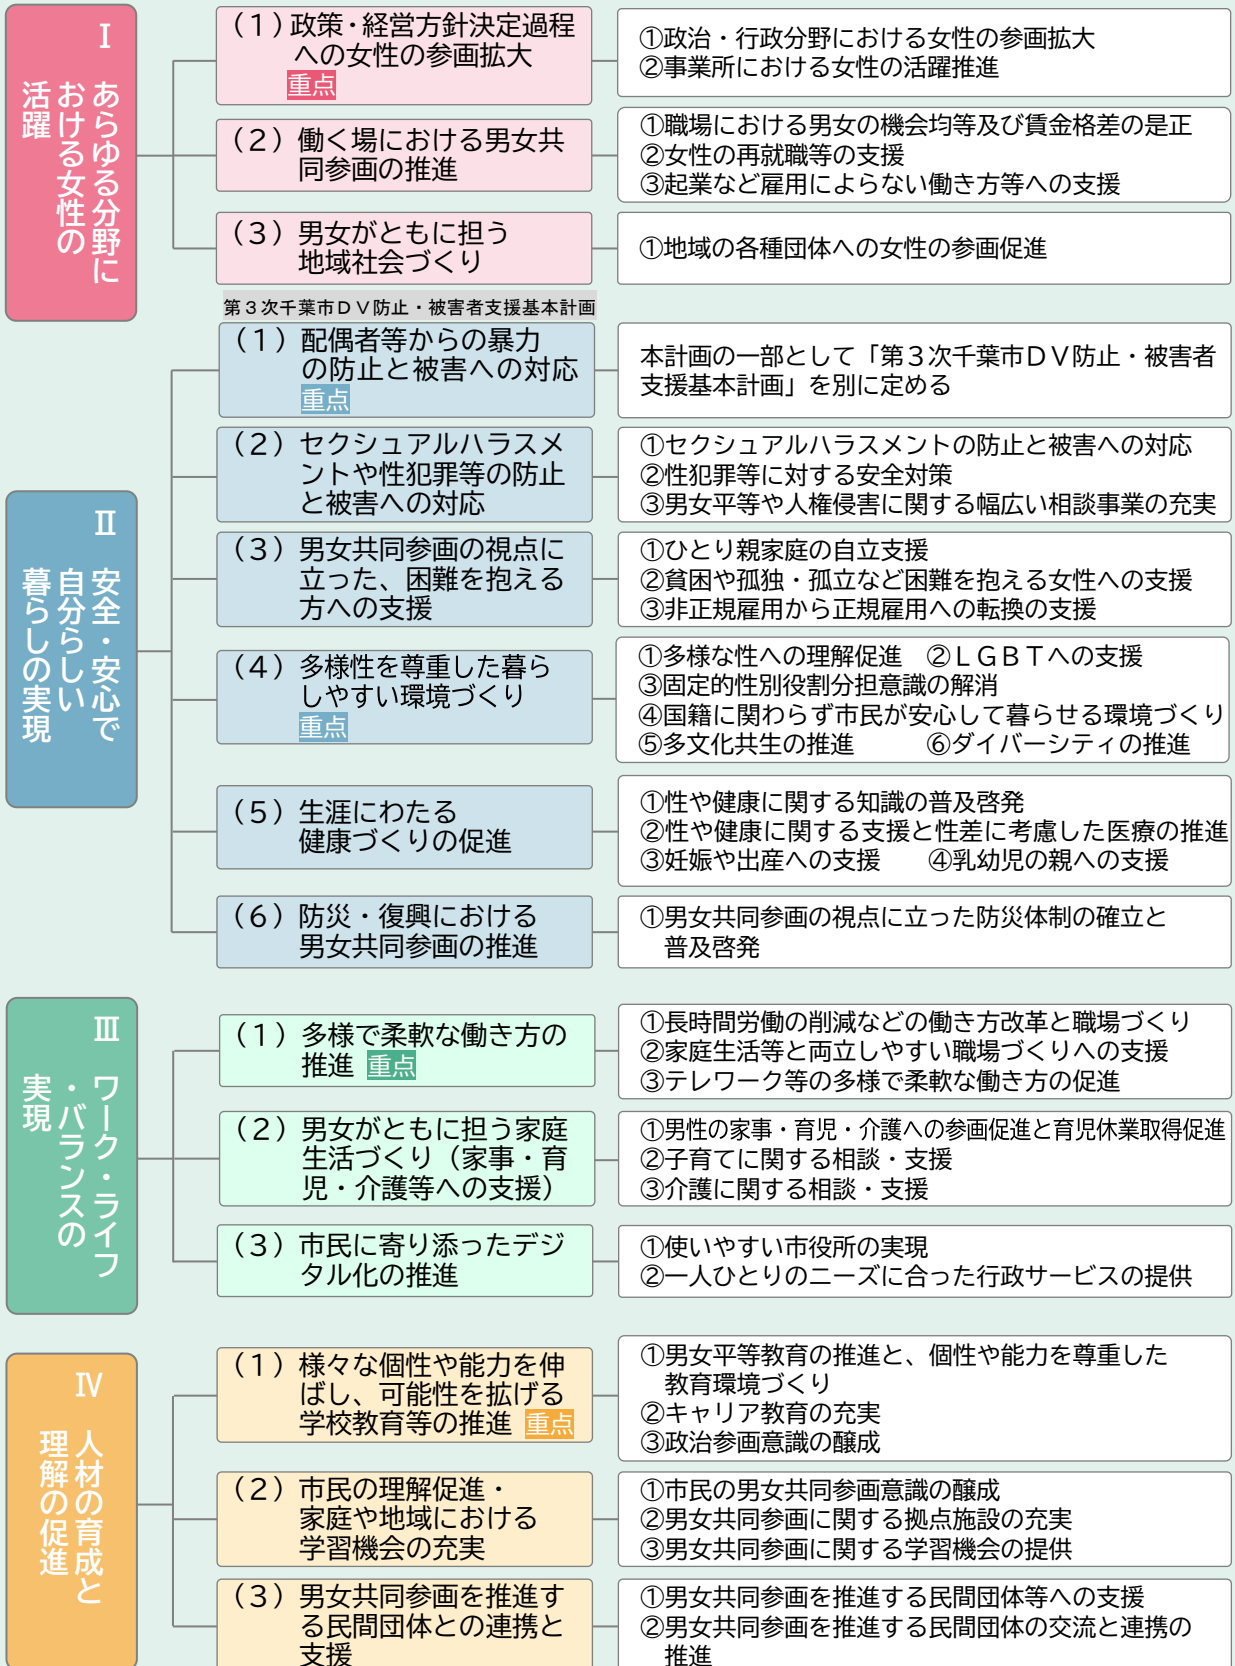 Ⅰ
あらゆる分野に
おける女性の
活躍
（１）政策・経営方針決定過程
への女性の参画拡大
重点
①政治・行政分野における女性の参画拡大
②事業所における女性の活躍推進
（２）働く場における男女共
同参画の推進
①職場における男女の機会均等及び賃金格差の是正
②女性の再就職等の支援
③起業など雇用によらない働き方等への支援
（３）男女がともに担う
地域社会づくり
①地域の各種団体への女性の参画促進
Ⅱ
安全・安心で
自分らしい
暮らしの実現
第３次千葉市ＤＶ防止・被害者支援基本計画
（１）配偶者等からの暴力
の防止と被害への対応
重点
本計画の一部として「第３次千葉市ＤＶ防止・被害者
支援基本計画」を別に定める
（２）セクシュアルハラスメ
ントや性犯罪等の防止
と被害への対応
①セクシュアルハラスメントの防止と被害への対応
②性犯罪等に対する安全対策
③男女平等や人権侵害に関する幅広い相談事業の充実
（３）男女共同参画の視点に
立った、困難を抱える
方への支援
①ひとり親家庭の自立支援
②貧困や孤独・孤立など困難を抱える女性への支援
③非正規雇用から正規雇用への転換の支援
（４）多様性を尊重した暮ら
しやすい環境づくり
重点
①多様な性への理解促進　②ＬＧＢＴへの支援
③固定的性別役割分担意識の解消
④国籍に関わらず市民が安心して暮らせる環境づくり
⑤多文化共生の推進　　　⑥ダイバーシティの推進
（５）生涯にわたる
健康づくりの促進
①性や健康に関する知識の普及啓発
②性や健康に関する支援と性差に考慮した医療の推進
③妊娠や出産への支援　　④乳幼児の親への支援
（６）防災・復興における
男女共同参画の推進
①男女共同参画の視点に立った防災体制の確立と
普及啓発
Ⅲ
ワーク・ライフ
・バランスの
実現
（１）多様で柔軟な働き方の
推進 重点
①長時間労働の削減などの働き方改革と職場づくり
②家庭生活等と両立しやすい職場づくりへの支援
③テレワーク等の多様で柔軟な働き方の促進
（２）男女がともに担う家庭
生活づくり（家事・育
児・介護等への支援）
①男性の家事・育児・介護への参画促進と育児休業取得促進
②子育てに関する相談・支援
③介護に関する相談・支援
（３）市民に寄り添ったデジ
タル化の推進
①使いやすい市役所の実現
②一人ひとりのニーズに合った行政サービスの提供
Ⅳ
人材の育成と
理解の促進
（１）様々な個性や能力を伸
ばし、可能性を拡げる
学校教育等の推進 重点
①男女平等教育の推進と、個性や能力を尊重した
教育環境づくり
②キャリア教育の充実
③政治参画意識の醸成
（２）市民の理解促進・
家庭や地域における
学習機会の充実
①市民の男女共同参画意識の醸成
②男女共同参画に関する拠点施設の充実
③男女共同参画に関する学習機会の提供
（３）男女共同参画を推進す
る民間団体との連携と
支援
①男女共同参画を推進する民間団体等への支援
②男女共同参画を推進する民間団体の交流と連携の
推進